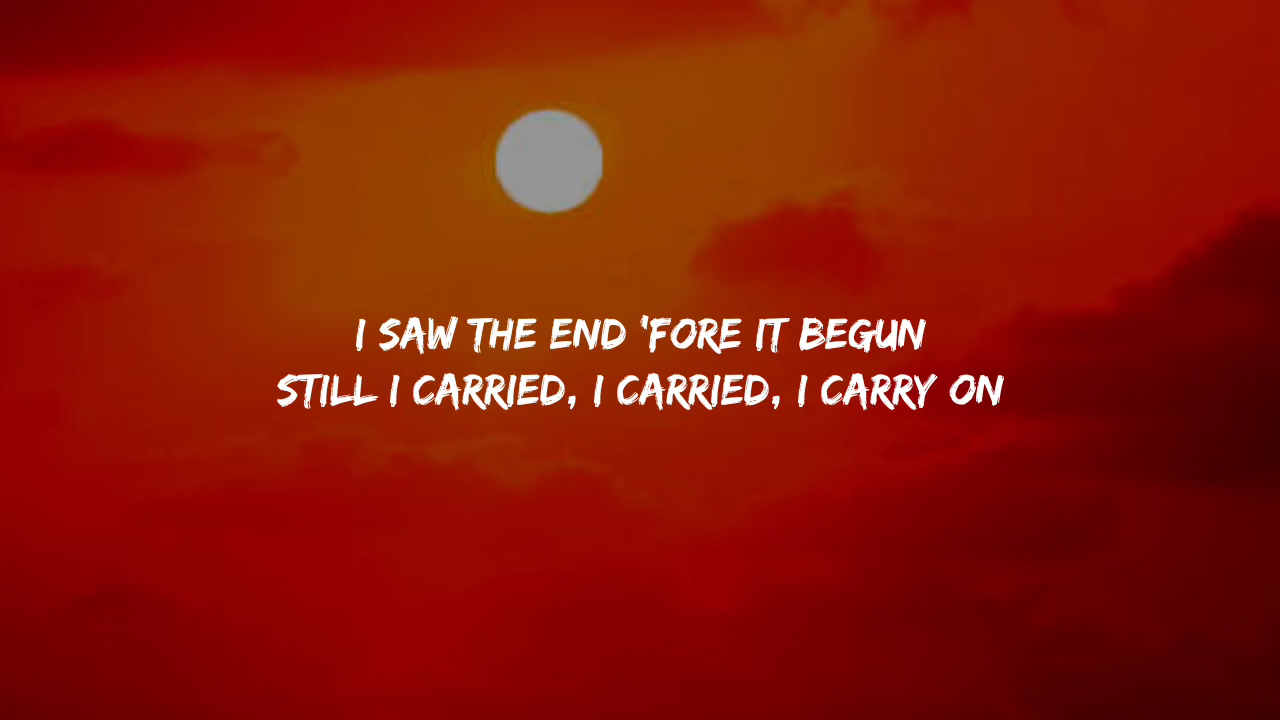 I SAW THE END 'FORE IT BEGUN
STILL I CARRIED, I CARRIED, I CARRY ON